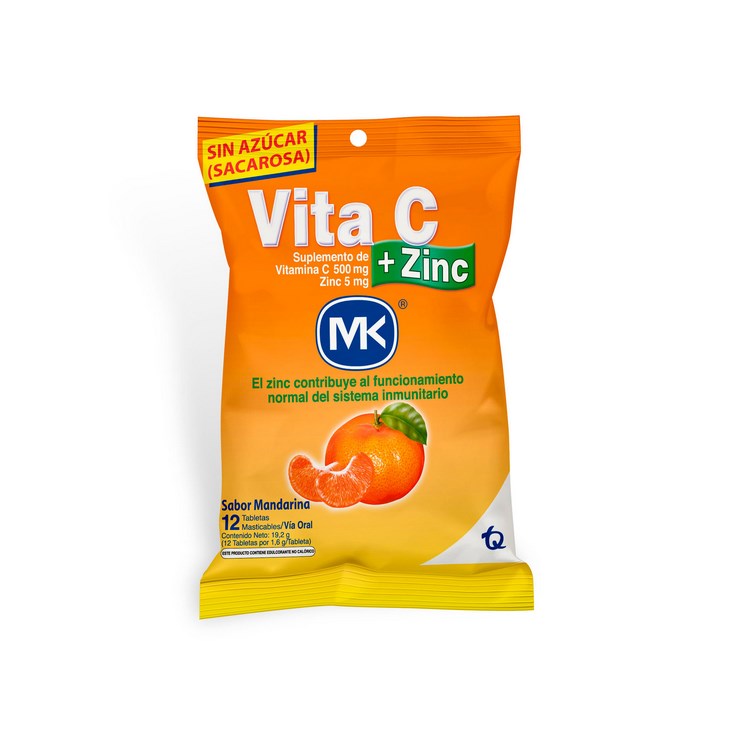 SIN AZÚCAR
(SACAROSA)
Vita C
+ Zinc
Suplemento de
Vitamina C 500 mg
Zinc 5 mg
MK®
El zinc contribuye al funcionamiento
normal del sistema inmunitario
Sabor Mandarina
12 Tabletas
Masticables/Vía Oral
Contenido Neto: 19,2 g
(12 Tabletas por 1,6 g/Tableta)
ESTE PRODUCTO CONTIENE EDULCORANTE NO CALÓRICO
TQ